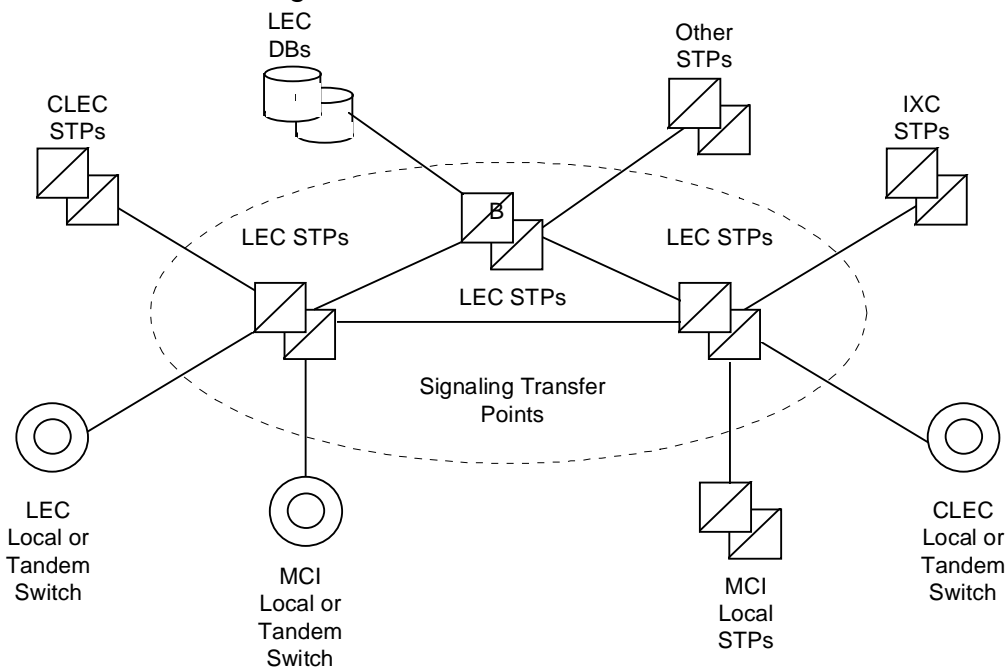 LEC
DBs
Other
STPs
CLEC
STPs
IXC
STPs
B
LEC STPs
LEC STPs
LEC STPs
Signaling Transfer
Points
LEC
Local or
Tandem
Switch
MCI
Local or
Tandem
Switch
MCI
Local
STPs
CLEC
Local or
Tandem
Switch